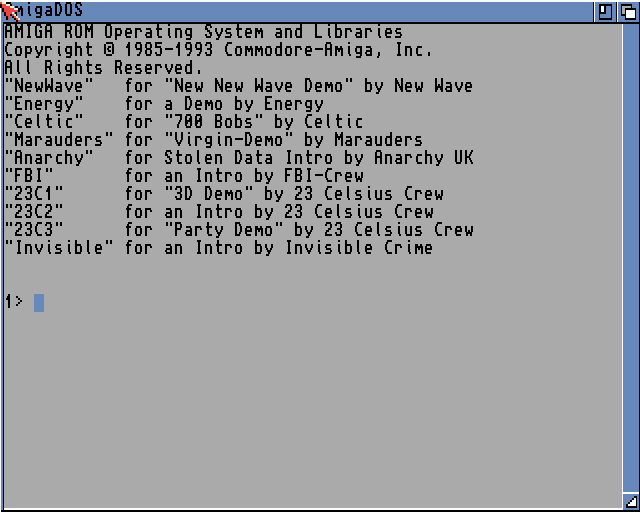 AmigaDOS
AMIGA ROM Operating System and Libraries
Copyright © 1985-1993 Commodore-Amiga, Inc.
All Rights Reserved.
"NewWave"   for "New New Wave Demo" by New Wave
"Energy"    for a Demo by Energy
"Celtic"    for "700 Bobs" by Celtic
"Marauders" for "Virgin-Demo" by Marauders
"Anarchy"   for Stolen Data Intro by Anarchy UK
"FBI"       for an Intro by FBI-Crew
"23C1"      for "3D Demo" by 23 Celsius Crew
"23C2"      for an Intro by 23 Celsius Crew
"23C3"      for "Party Demo" by 23 Celsius Crew
"Invisible" for an Intro by Invisible Crime
1>